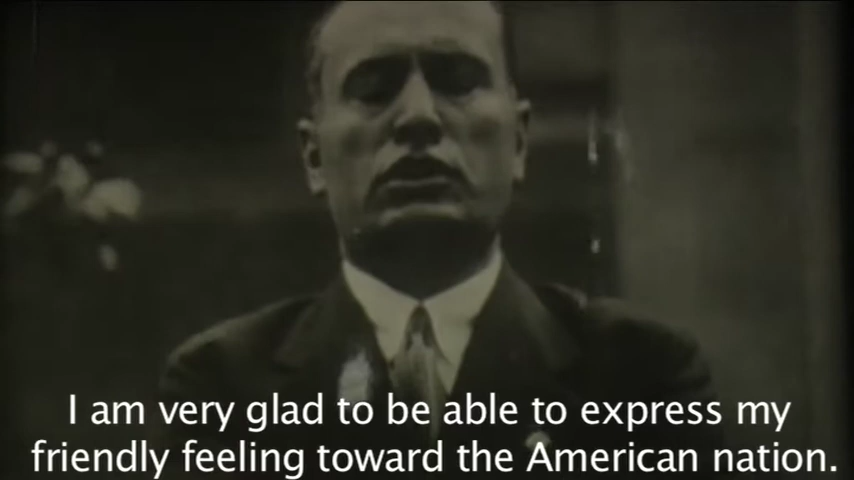 I am very glad to be able to express my
friendly feeling toward the American nation.